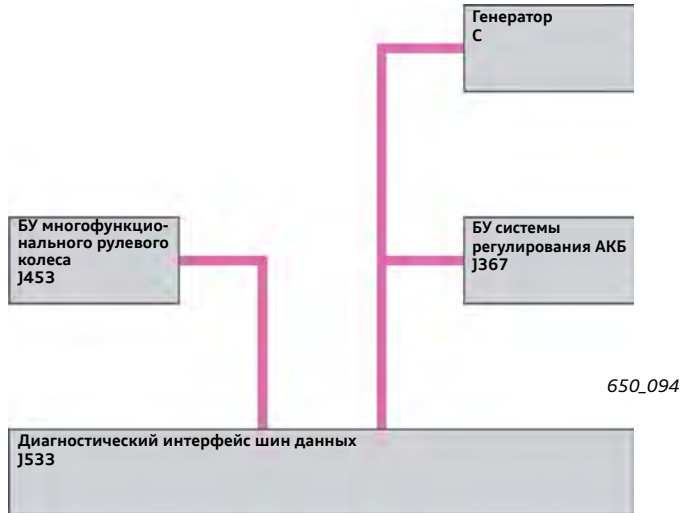 Генератор
C
БУ многофункцио-
нального рулевого
колеса
J453
БУ системы
регулирования АКБ
J367
650_094
Диагностический интерфейс шин данных
J533